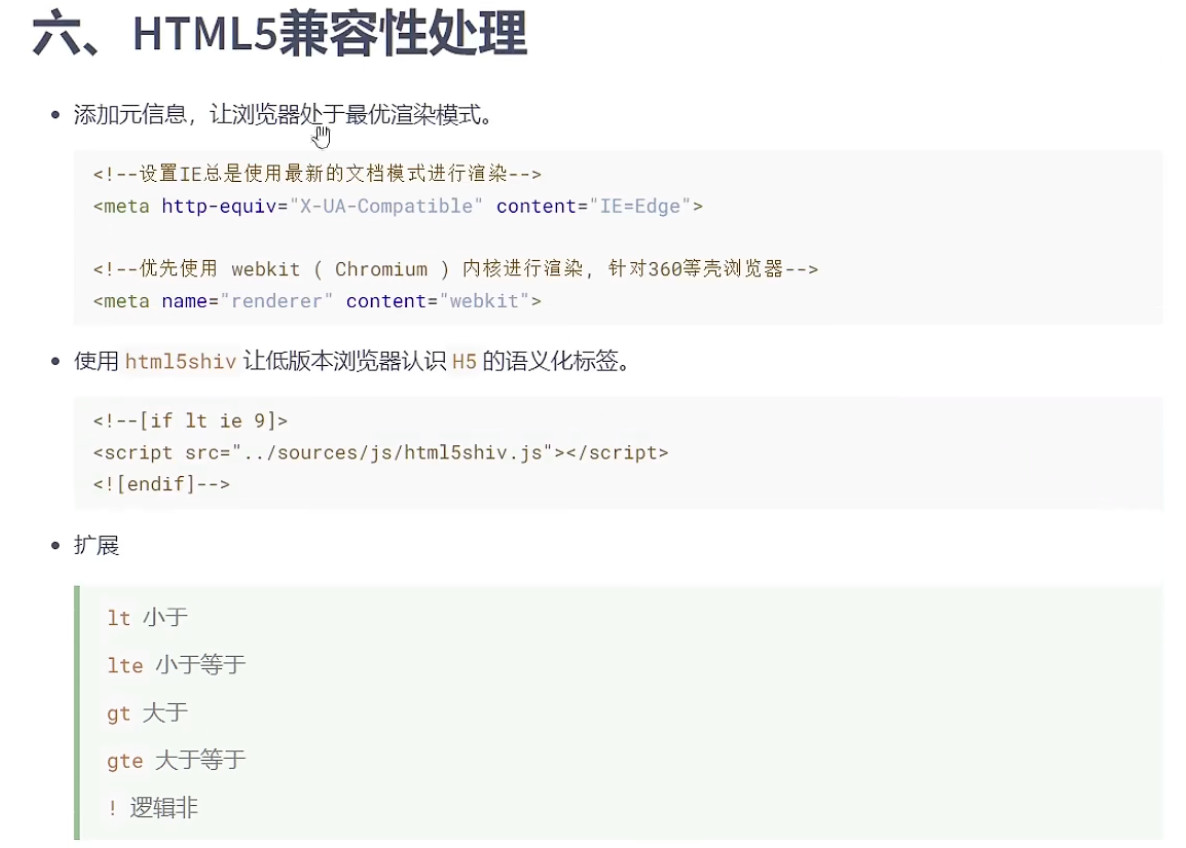 六、HTML5兼容性处理
添加元信息，让浏览器处于最优渲染模式。
<!--设置IE总是使用最新的文档模式进行渲染-->
<meta http-equiv="X-UA-Compatible" content="IE=Edge">
<!--优先使用 webkit ( Chromium ) 内核进行渲染, 针对360等壳浏览器-->
<meta name="renderer" content="webkit">
使用 html5shiv 让低版本浏览器认识 H5 的语义化标签。
<!--[if lt ie 9]>
<script src="../sources/js/html5shiv.js"></script>
<![endif]-->
扩展
lt 小于
lte 小于等于
gt 大于
gte 大于等于
! 逻辑非